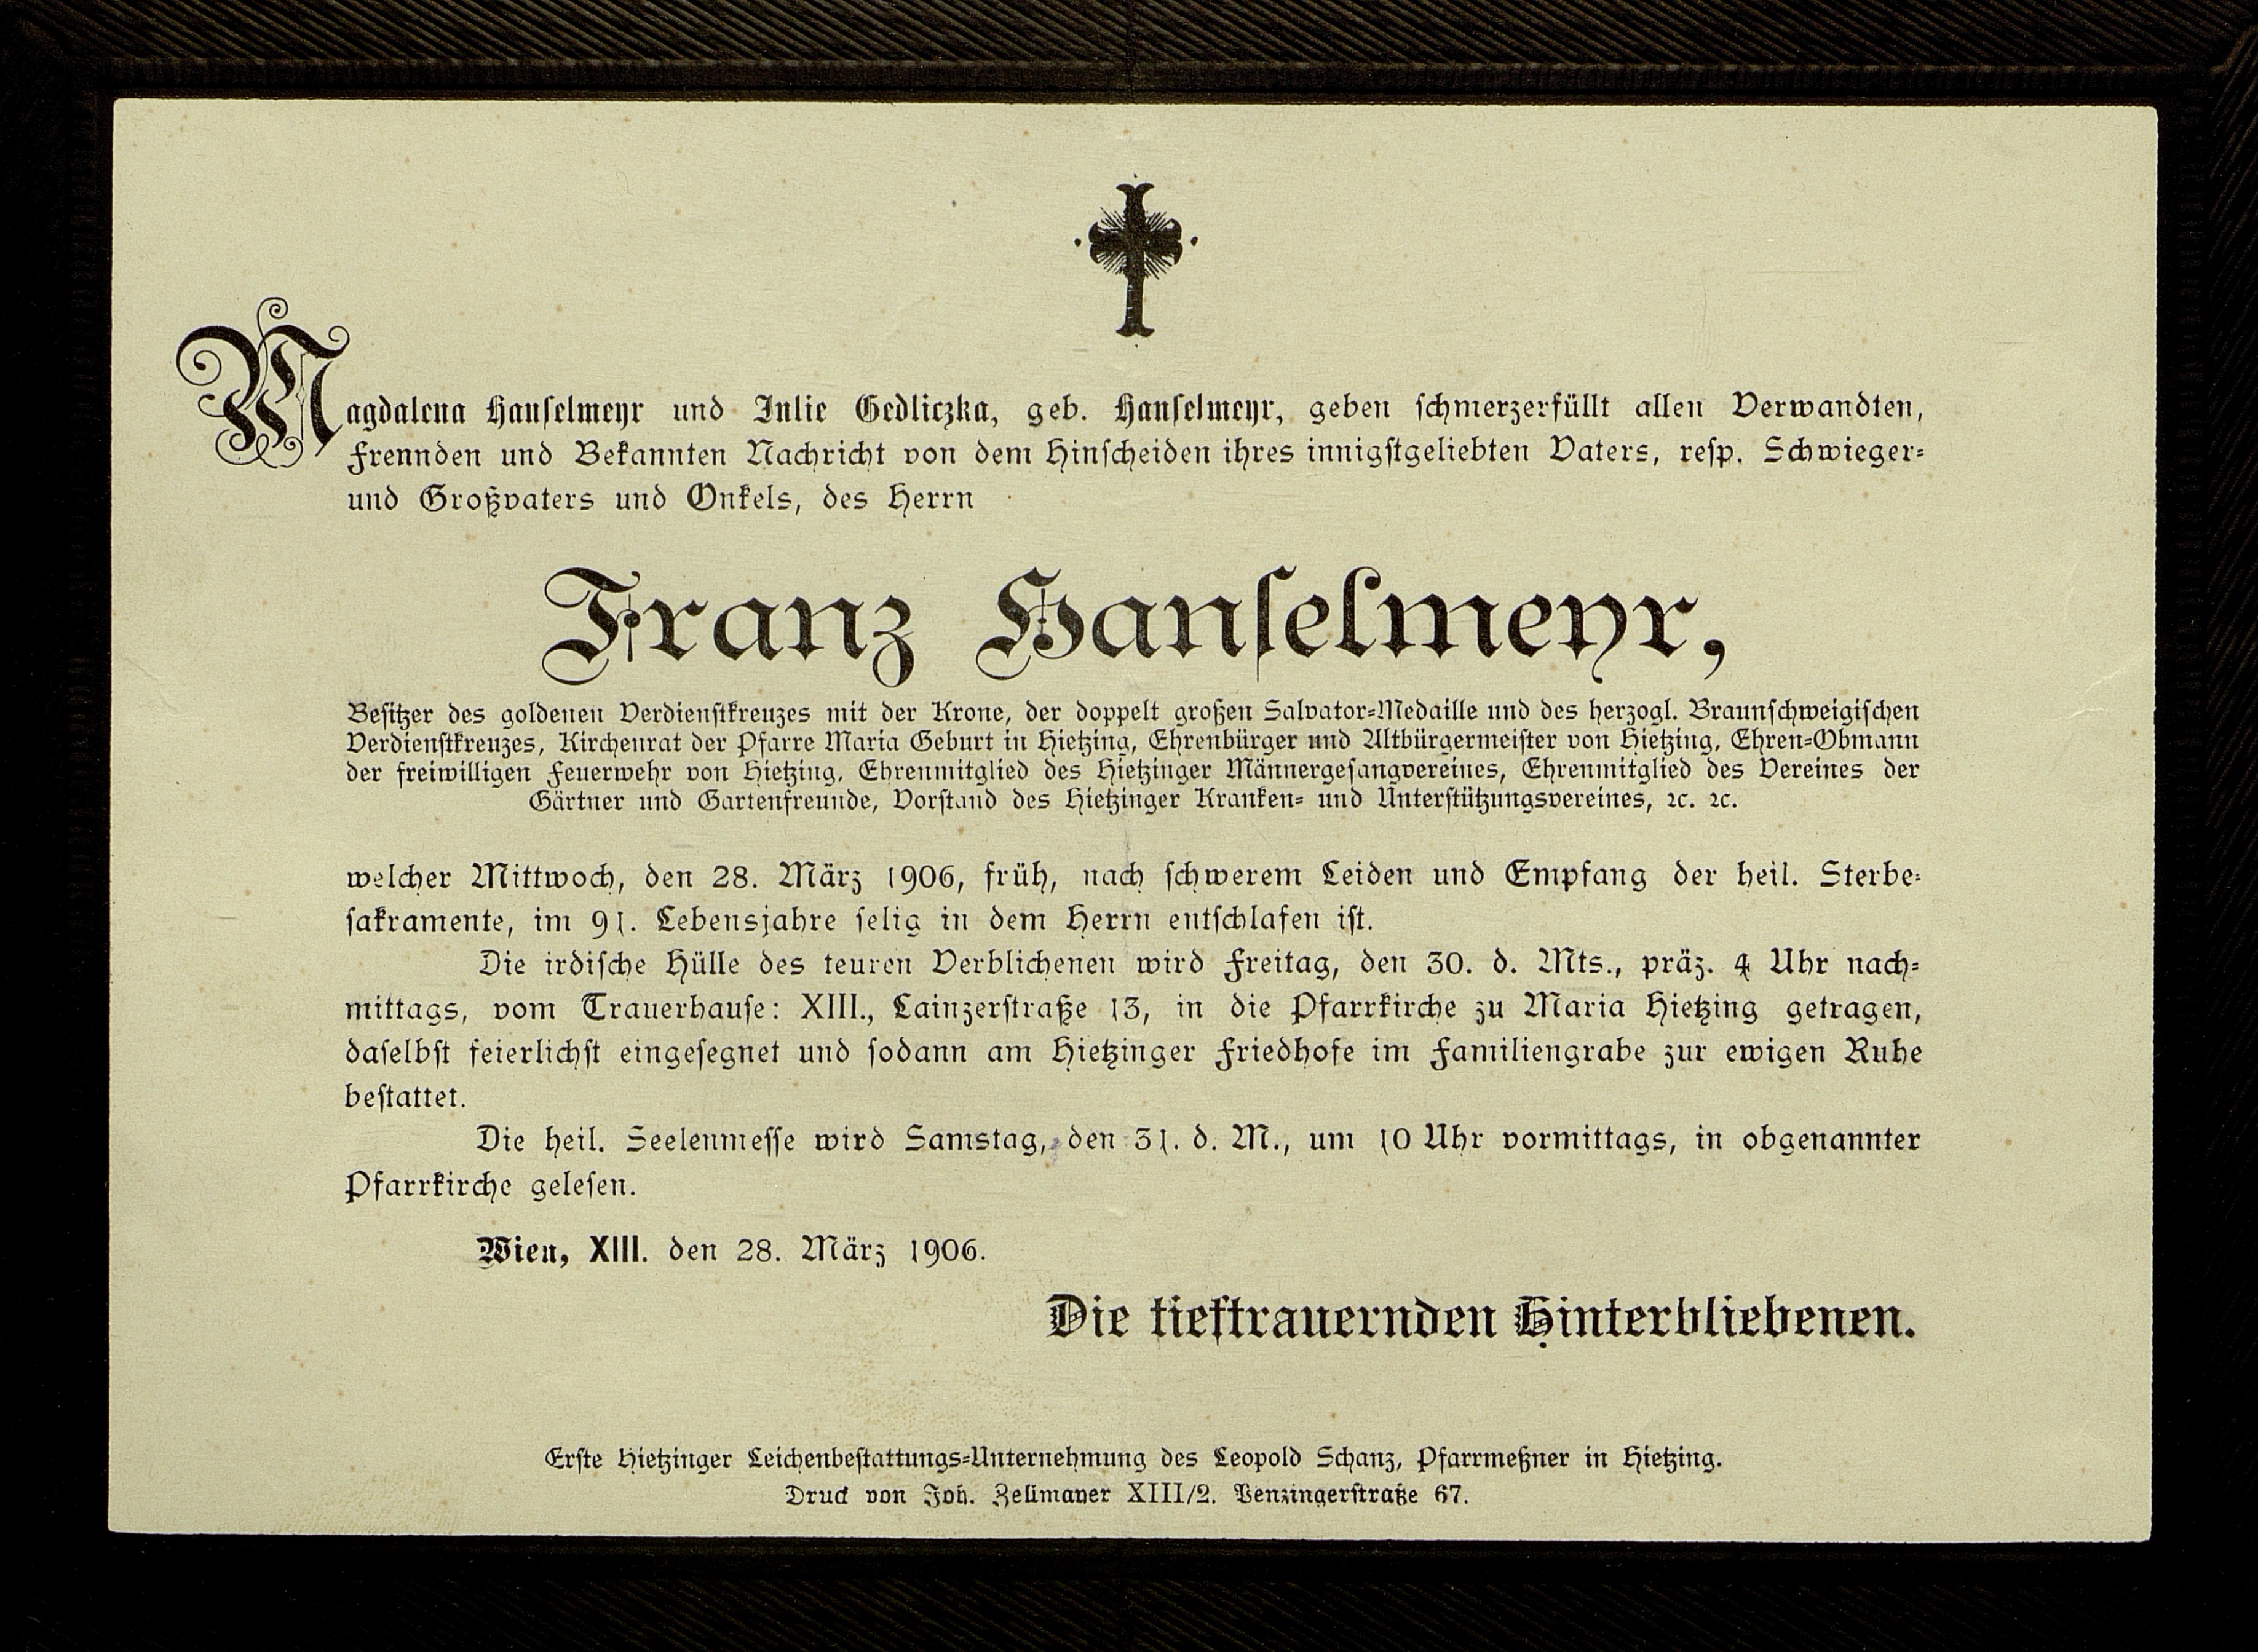 Magdalena Hanselmeyr und Julie Gedliczka, geb. Hanselmeyr, geben schmerzerfüllt allen Verwandten,
Freunden und Bekannten Nachricht von dem Hinscheiden ihres innigstgeliebten Vaters, resp. Schwieger-
und Großvaters und Onkels, des Herrn
Franz Hanselmeyr,
Besitzer des goldenen Verdienstkreuzes mit der Krone, der doppelt großen Salvator-Medaille und des herzogl. Braunschweigischen
Verdienstkreuzes, Kirchenrat der Pfarre Maria Geburt in Hietzing, Ehrenbürger und Altbürgermeister von Hietzing, Ehren-Obmann
der freiwilligen Feuerwehr von Hietzing, Ehrenmitglied des Hietzinger Männergesangvereines, Ehrenmitglied des Vereines der
Gärtner und Gartenfreunde, Vorstand des Hietzinger Kranken- und Unterstützungsvereines, ꝛc. ꝛc.
welcher Mittwoch, den 28. März 1906, früh, nach schwerem Leiden und Empfang der heil. Sterbe-
sakramente, im 91. Lebensjahre selig in dem Herrn entschlafen ist.
Die irdische Hülle des teuren Verblichenen wird Freitag, den 30. d. Mts., präz. 4 Uhr nach-
mittags, vom Trauerhause: XIII., Lainzerstraße 13, in die Pfarrkirche zu Maria Hietzing getragen,
daselbst feierlichst eingesegnet und sodann am Hietzinger Friedhofe im Familiengrabe zur ewigen Ruhe
bestattet.
Die heil. Seelenmesse wird Samstag, den 31. d. M., um 10 Uhr vormittags, in obgenannter
Pfarrkirche gelesen.
Wien, XIII. den 28. März 1906.
Die tieftrauernden Hinterbliebenen.
Erste Hietzinger Leichenbestattungs-Unternehmung des Leopold Schanz, Pfarrmeßner in Hietzing.
Druck von Joh. Zellmayer XIII/2. Penzingerstraße 67.